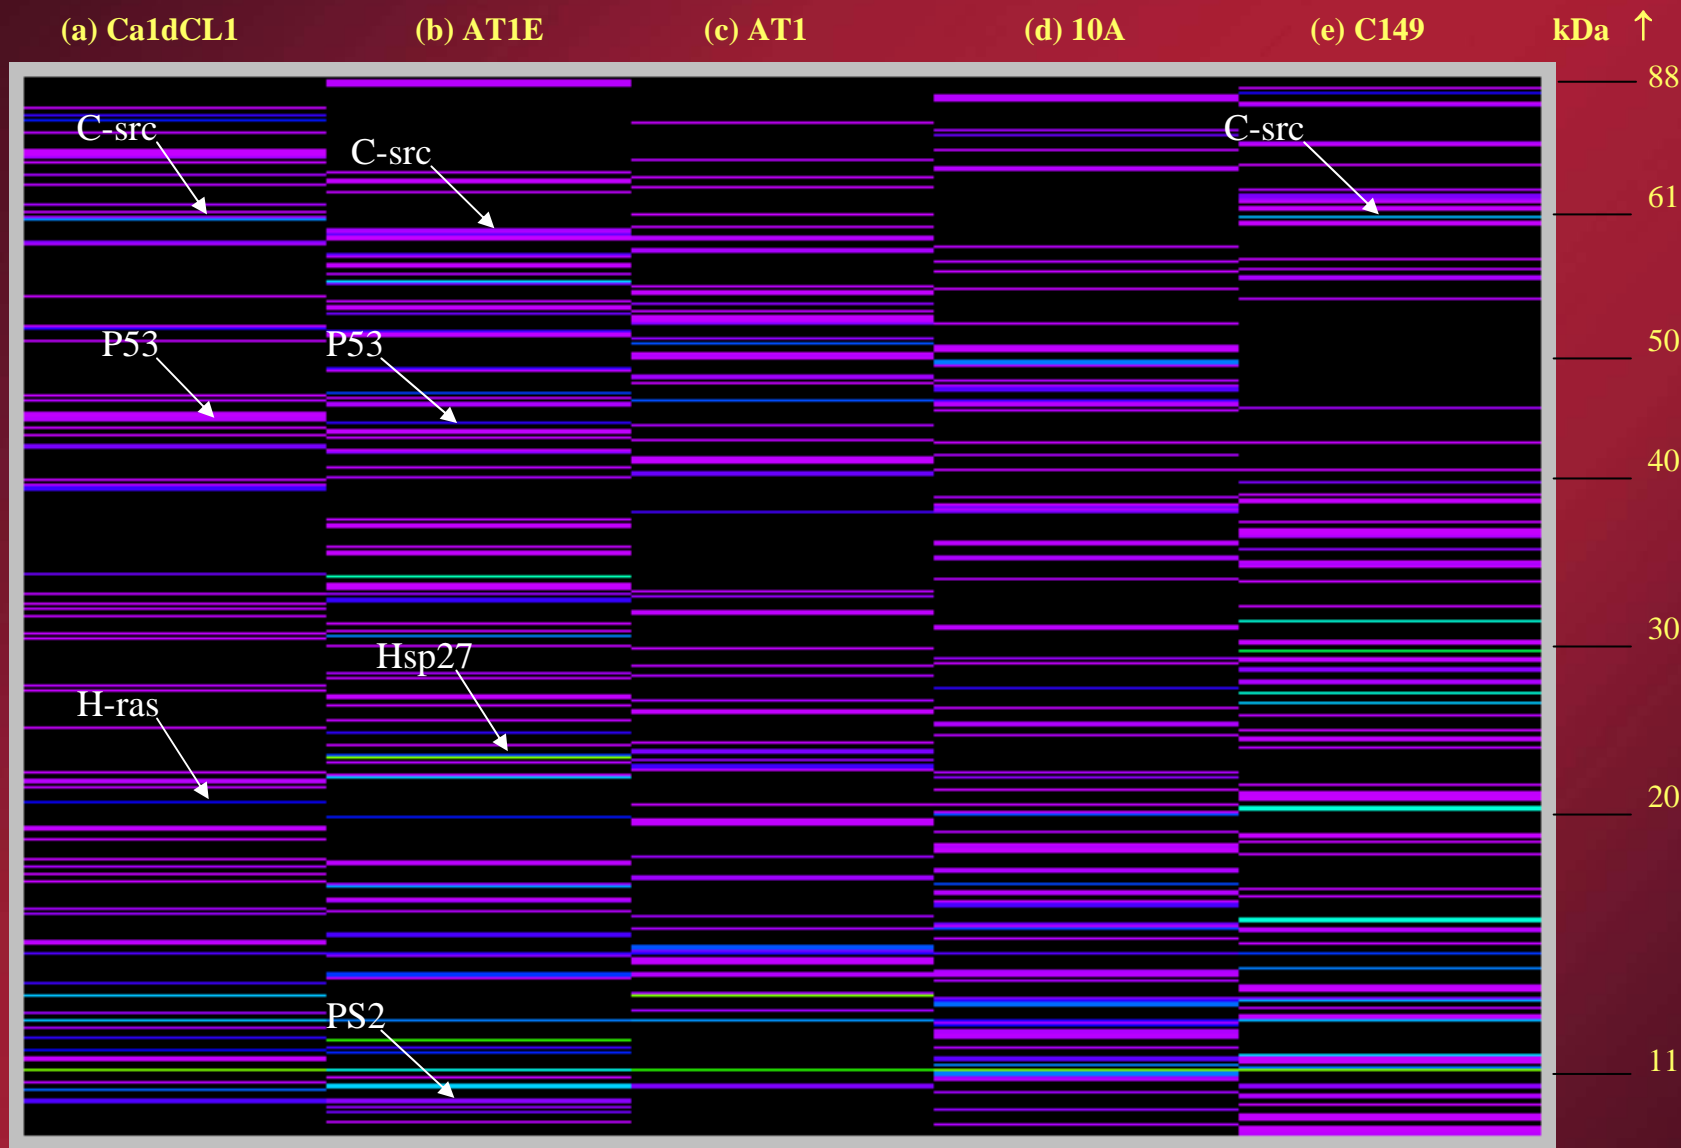 (a) Ca1dCL1 (b) AT1E (c) AT1 (d) 10A (e) C149 kDa ↑
88
C-src C-src
C-src
61
P53 P53 50
40
30
Hsp27
H-ras
20
PS2
11